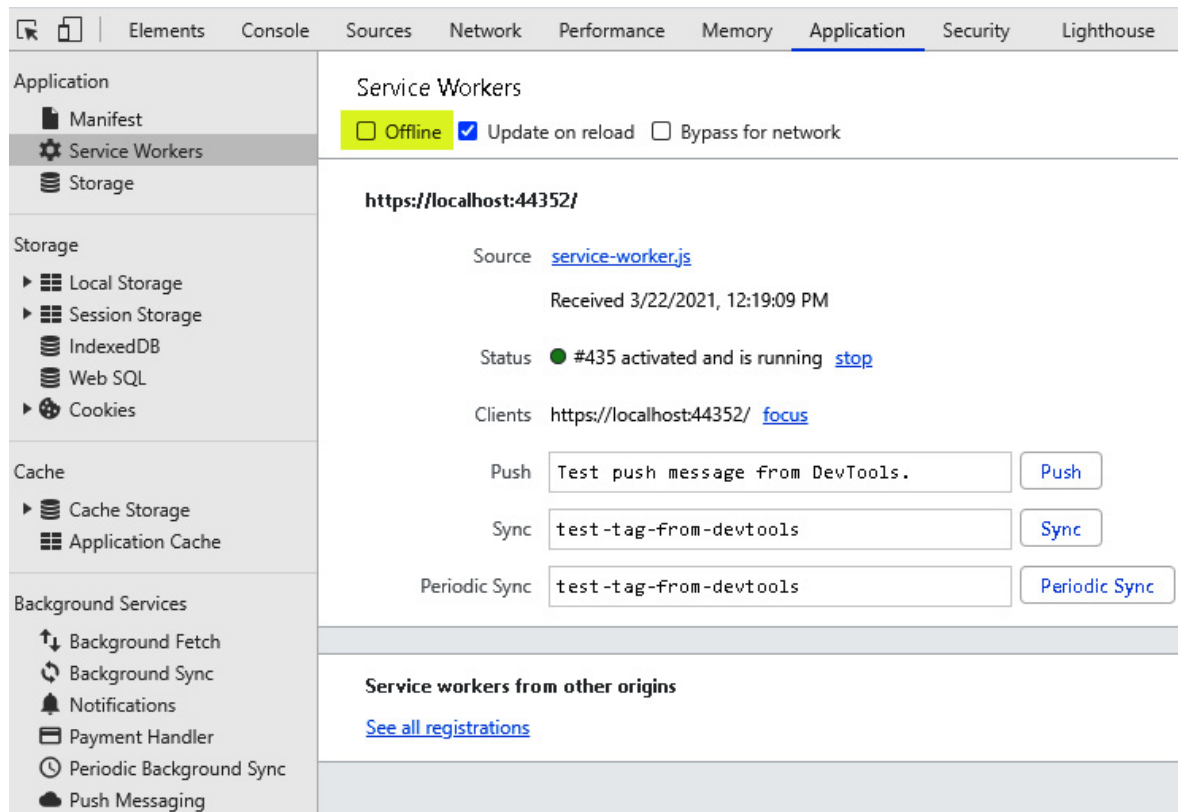 Elements Console Sources Network Performance Memory Application Security Lighthouse
Application
Manifest
Service Workers
Storage
Storage
Local Storage
Session Storage
IndexedDB
Web SQL
Cookies
Cache
Cache Storage
Application Cache
Background Services
Background Fetch
Background Sync
Notifications
Payment Handler
Periodic Background Sync
Push Messaging
Service Workers
Offline Update on reload Bypass for network
https://localhost:44352/
Source service-worker.js
Received 3/22/2021, 12:19:09 PM
Status #435 activated and is running stop
Clients https://localhost:44352/ focus
Push Test push message from DevTools. Push
Sync test-tag-from-devtools Sync
Periodic Sync test-tag-from-devtools Periodic Sync
Service workers from other origins
See all registrations